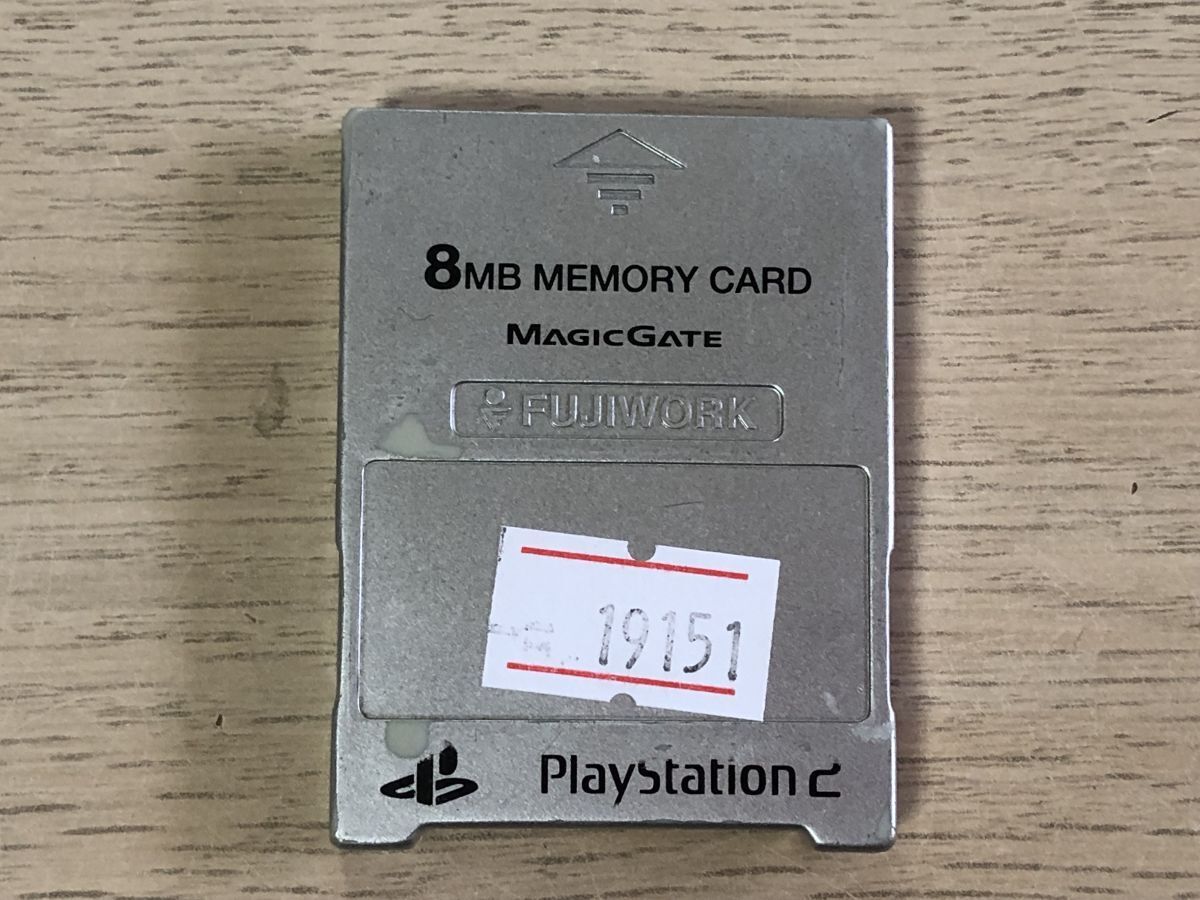 8MB MEMORY CARD
MAGICGATE
FUJIWORK
19151
PlayStation 2